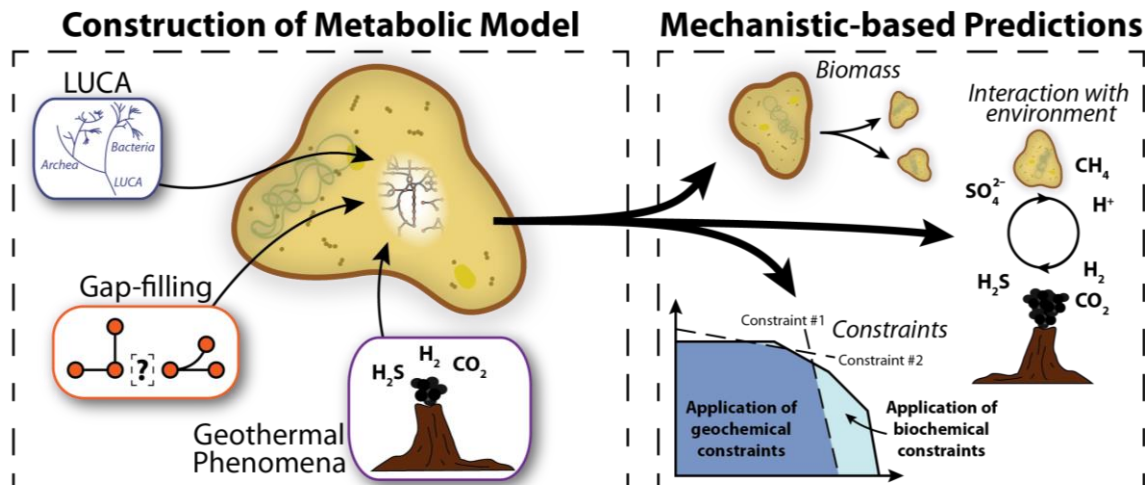 Construction of Metabolic Model
Mechanistic-based Predictions
LUCA
Archea
Bacteria
LUCA
Gap-filling
?
Geothermal
Phenomena
H₂S
H₂
CO₂
Biomass
Interaction with
environment
CH₄
SO₄²⁻
H⁺
H₂S
H₂
CO₂
Constraint #1
Constraints
Constraint #2
Application of
geochemical
constraints
Application of
biochemical
constraints